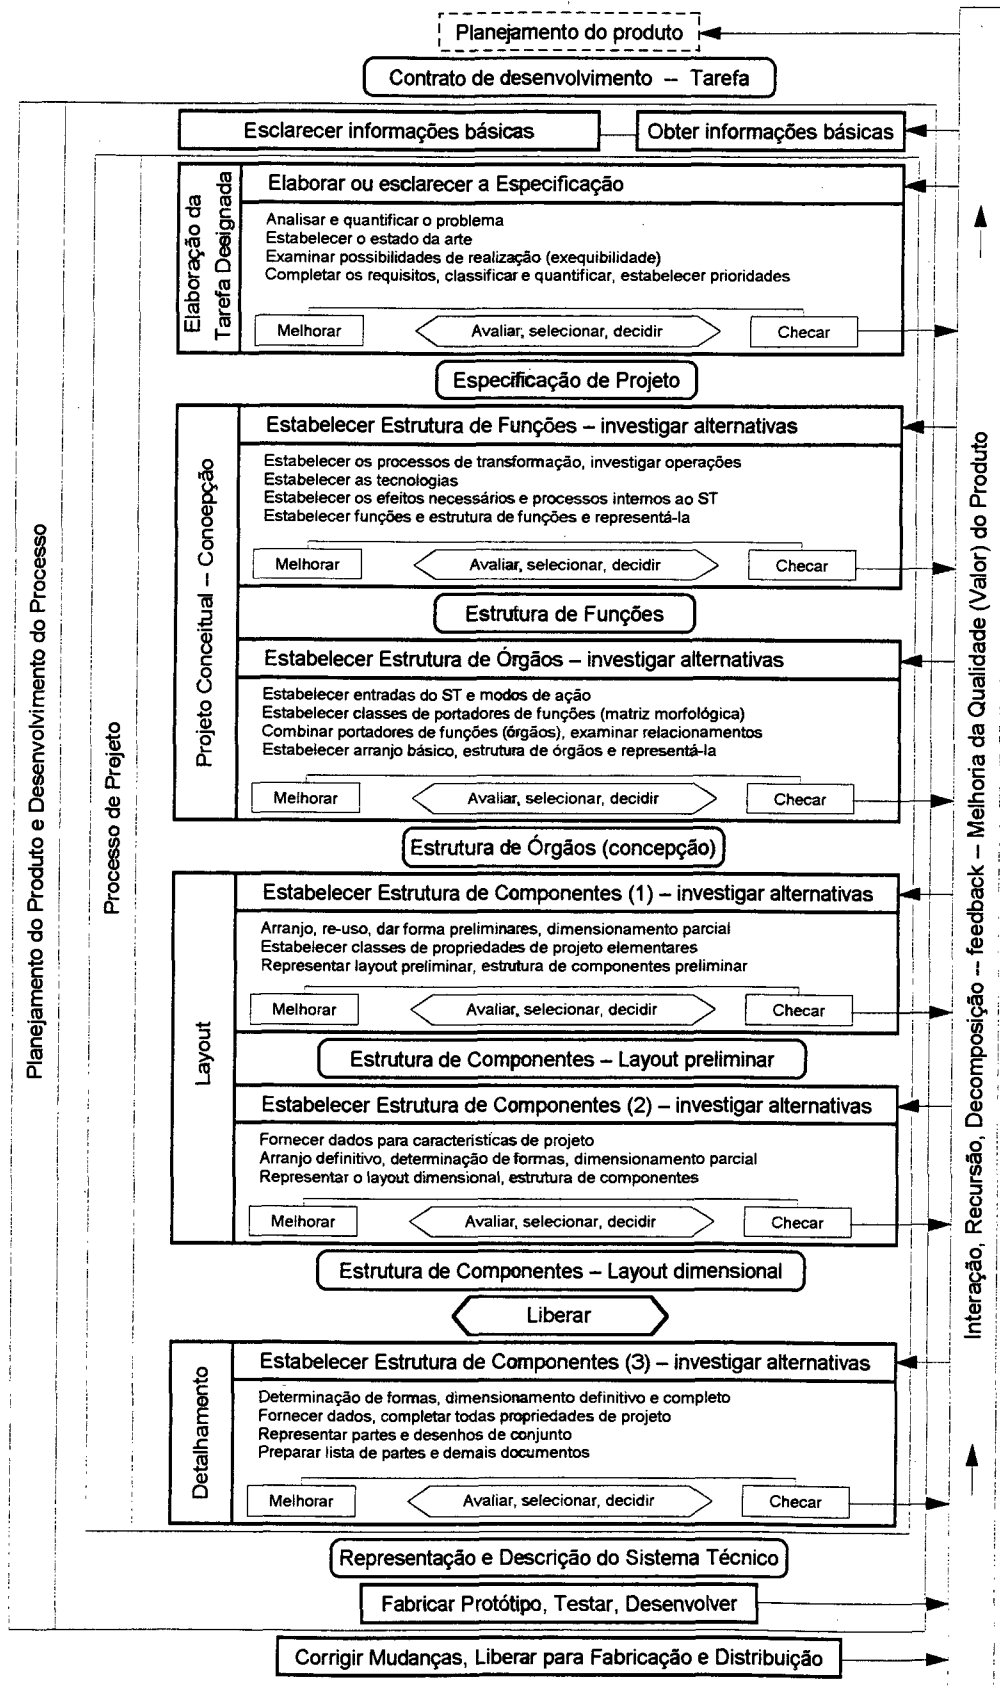 Planejamento do produto
Contrato de desenvolvimento – Tarefa
Esclarecer informações básicas
Obter informações básicas
Planejamento do Produto e Desenvolvimento do Processo
Processo de Projeto
Elaboração da
Tarefa Designada
Elaborar ou esclarecer a Especificação
Analisar e quantificar o problema
Estabelecer o estado da arte
Examinar possibilidades de realização (exequibilidade)
Completar os requisitos, classificar e quantificar, estabelecer prioridades
Melhorar
Avaliar, selecionar, decidir
Checar
Especificação de Projeto
Projeto Conceitual – Concepção
Estabelecer Estrutura de Funções – investigar alternativas
Estabelecer os processos de transformação, investigar operações
Estabelecer as tecnologias
Estabelecer os efeitos necessários e processos internos ao ST
Estabelecer funções e estrutura de funções e representá-la
Melhorar
Avaliar, selecionar, decidir
Checar
Estrutura de Funções
Estabelecer Estrutura de Órgãos – investigar alternativas
Estabelecer entradas do ST e modos de ação
Estabelecer classes de portadores de funções (matriz morfológica)
Combinar portadores de funções (órgãos), examinar relacionamentos
Estabelecer arranjo básico, estrutura de órgãos e representá-la
Melhorar
Avaliar, selecionar, decidir
Checar
Estrutura de Órgãos (concepção)
Layout
Estabelecer Estrutura de Componentes (1) – investigar alternativas
Arranjo, re-uso, dar forma preliminares, dimensionamento parcial
Estabelecer classes de propriedades de projeto elementares
Representar layout preliminar, estrutura de componentes preliminar
Melhorar
Avaliar, selecionar, decidir
Checar
Estrutura de Componentes – Layout preliminar
Estabelecer Estrutura de Componentes (2) – investigar alternativas
Fornecer dados para características de projeto
Arranjo definitivo, determinação de formas, dimensionamento parcial
Representar o layout dimensional, estrutura de componentes
Melhorar
Avaliar, selecionar, decidir
Checar
Estrutura de Componentes – Layout dimensional
Liberar
Detalhamento
Estabelecer Estrutura de Componentes (3) – investigar alternativas
Determinação de formas, dimensionamento definitivo e completo
Fornecer dados, completar todas propriedades de projeto
Representar partes e desenhos de conjunto
Preparar lista de partes e demais documentos
Melhorar
Avaliar, selecionar, decidir
Checar
Representação e Descrição do Sistema Técnico
Fabricar Protótipo, Testar, Desenvolver
Corrigir Mudanças, Liberar para Fabricação e Distribuição
Interação, Recursão, Decomposição -- feedback – Melhoria da Qualidade (Valor) do Produto